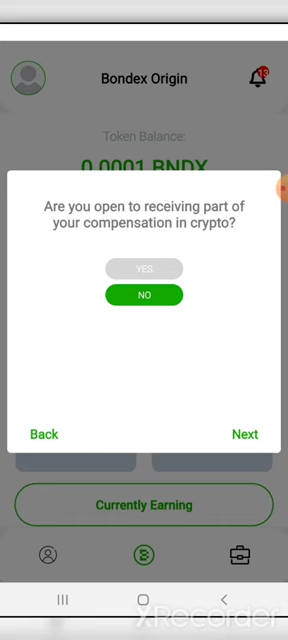 Bondex Origin
13
Token Balance:
0.0001 BNDX
Are you open to receiving part of
your compensation in crypto?
YES
NO
Back
Next
Currently Earning
XRecorder